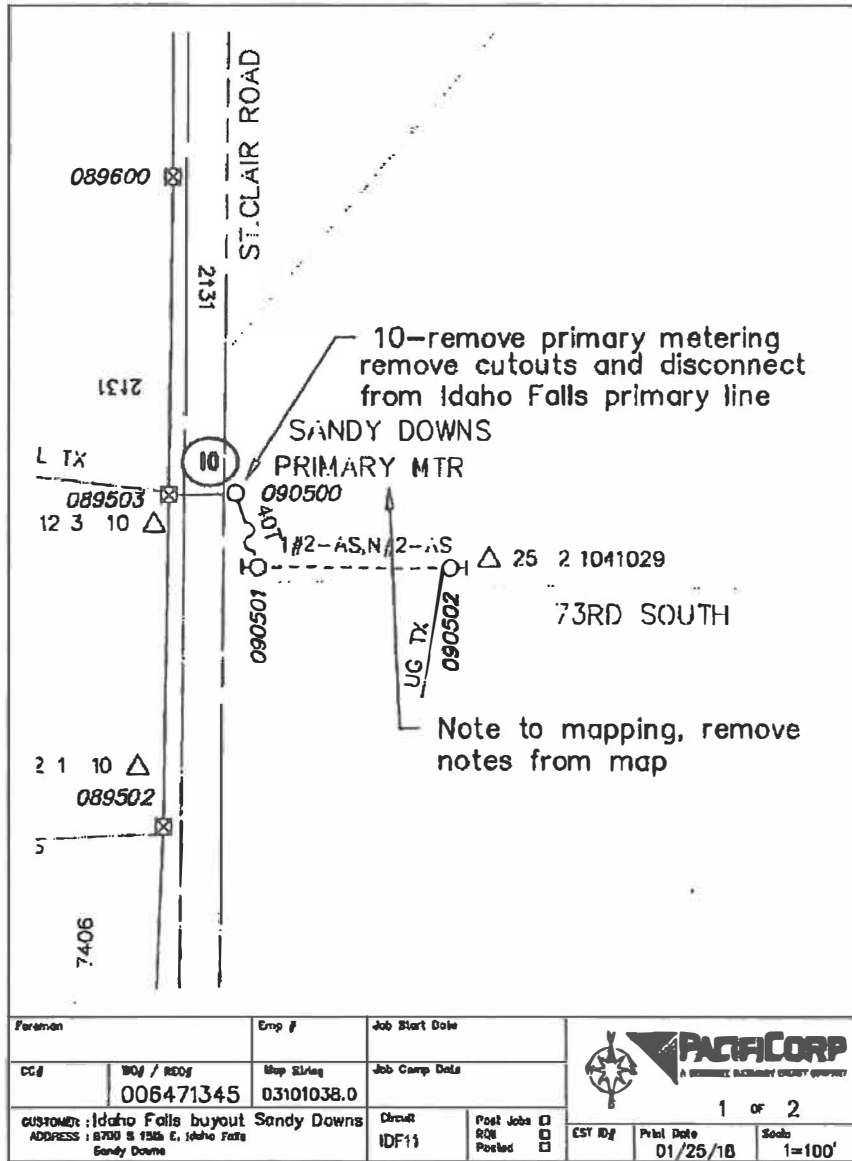 ST.CLAIR ROAD
089600
2131
2131
10-remove primary metering
remove cutouts and disconnect
from Idaho Falls primary line
SANDY DOWNS
PRIMARY MTR
10
L TX
089503
090500
12 3 10
40T
1#2-AS,N#2-AS
25 2 1041029
090501
090502
UG TX
73RD SOUTH
Note to mapping, remove
notes from map
2 1 10
089502
7406
Foreman
Emp #
Job Start Date
CC#
WO# / REQ#
006471345
Map String
03101038.0
Job Comp Date
PACIFICORP
1 OF 2
CUSTOMER : Idaho Falls buyout Sandy Downs
ADDRESS : 6700 S 15th E, Idaho Falls
Sandy Downs
Circuit
IDF11
Post Jobs
Posted
EST ID#
Print Date
01/25/18
Scale
1=100'